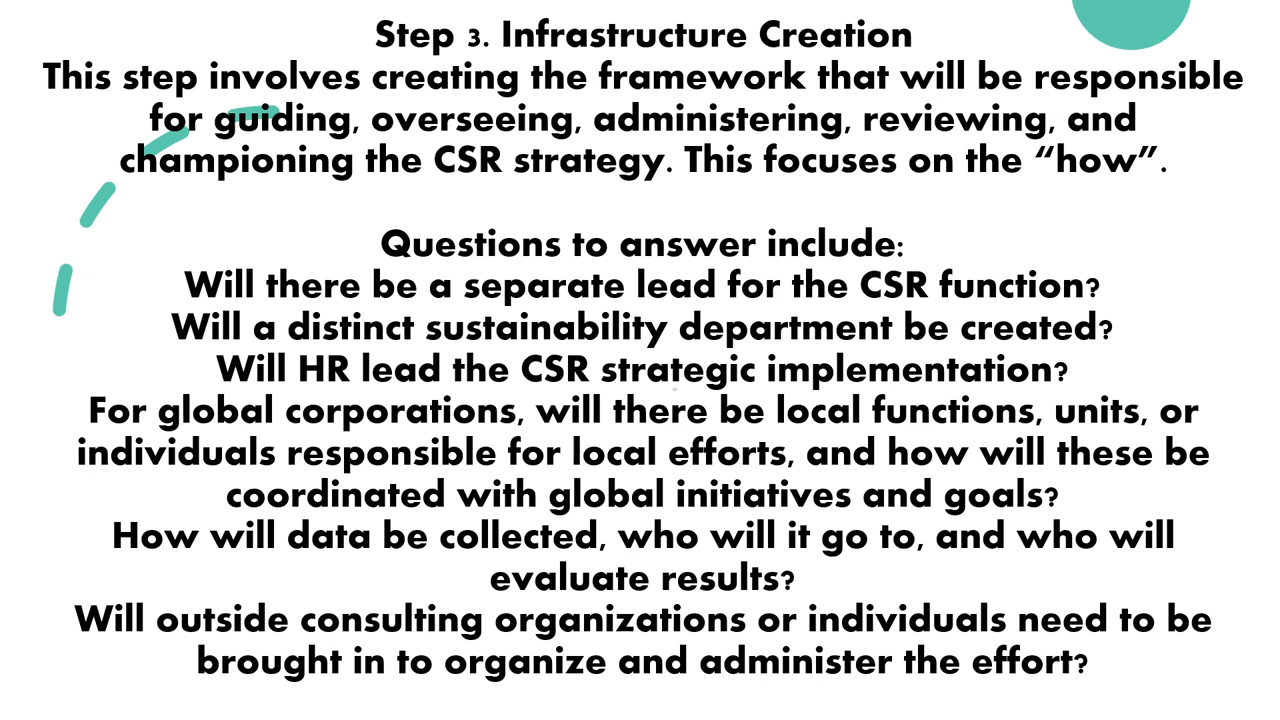 Step 3. Infrastructure Creation
This step involves creating the framework that will be responsible
for guiding, overseeing, administering, reviewing, and
championing the CSR strategy. This focuses on the “how”.
Questions to answer include:
Will there be a separate lead for the CSR function?
Will a distinct sustainability department be created?
Will HR lead the CSR strategic implementation?
For global corporations, will there be local functions, units, or
individuals responsible for local efforts, and how will these be
coordinated with global initiatives and goals?
How will data be collected, who will it go to, and who will
evaluate results?
Will outside consulting organizations or individuals need to be
brought in to organize and administer the effort?